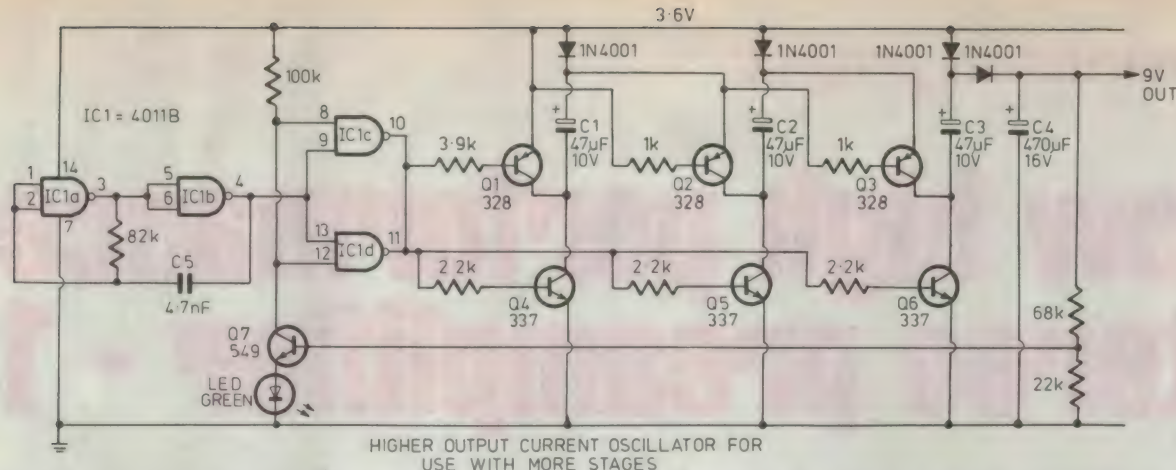 3·6V
1N4001
1N4001
1N4001
1N4001
9V
OUT
100k
IC1 = 4011B
8
9
IC1c
10
+
C1
47µF
10V
+
C2
47µF
10V
+
C3
47µF
10V
+
C4
470µF
16V
3·9k
Q1
328
1k
Q2
328
1k
Q3
328
1
2
14
IC1a
3
7
5
6
IC1b
4
82k
C5
4·7nF
13
12
IC1d
11
2·2k
Q4
337
2·2k
Q5
337
2·2k
Q6
337
68k
22k
Q7
549
LED
GREEN
HIGHER OUTPUT CURRENT OSCILLATOR FOR
USE WITH MORE STAGES